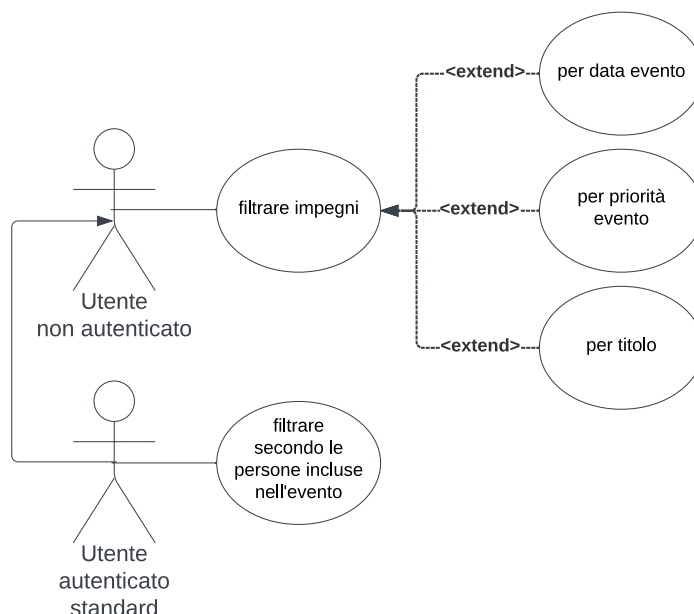 <extend>
per data evento
filtrare impegni
<extend>
per priorità
evento
Utente
non autenticato
<extend>
per titolo
filtrare
secondo le
persone incluse
nell'evento
Utente
autenticato
standard